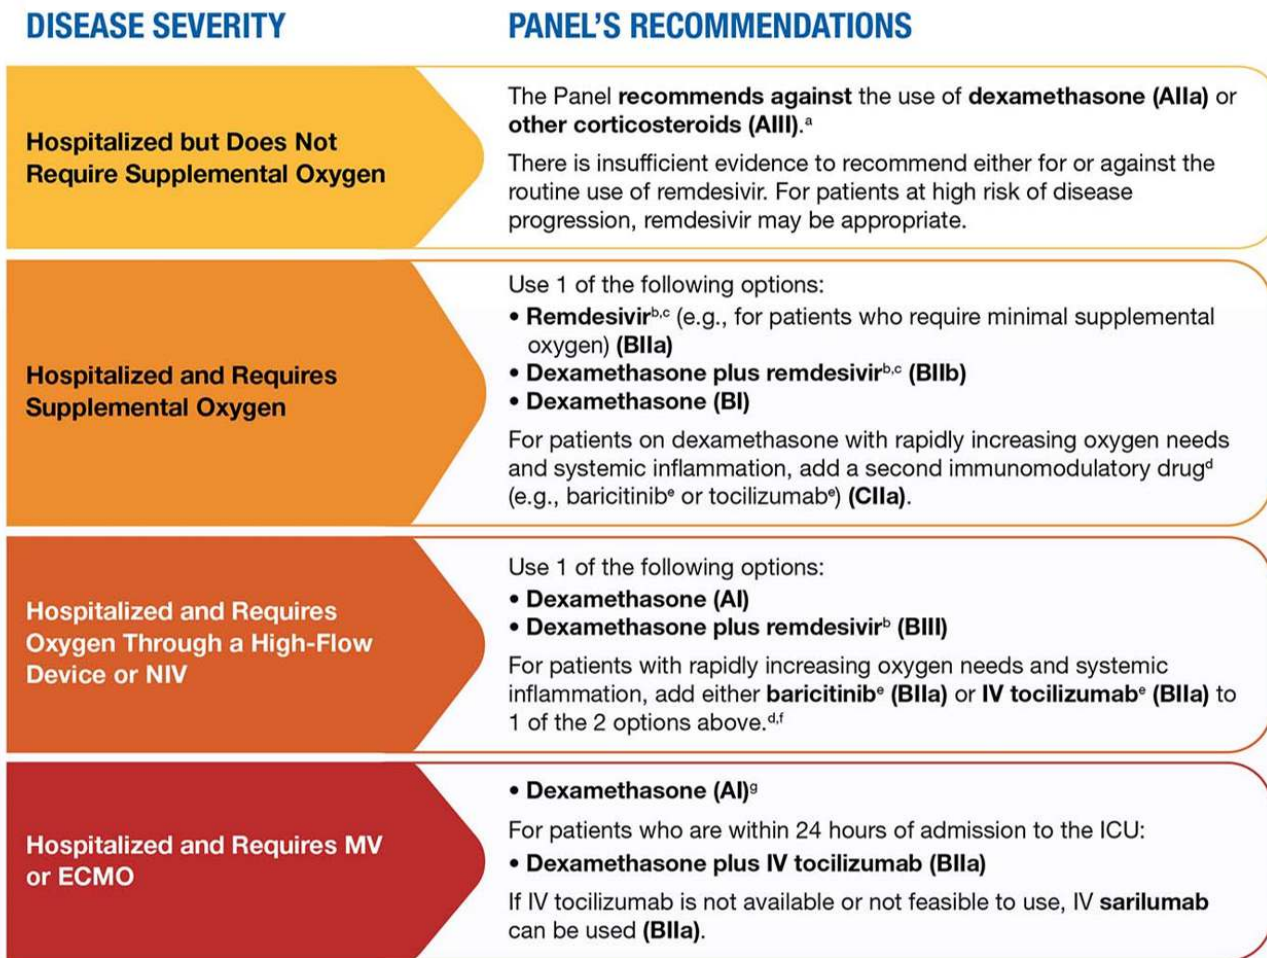 DISEASE SEVERITY
PANEL'S RECOMMENDATIONS
Hospitalized but Does Not
Require Supplemental Oxygen
The Panel recommends against the use of dexamethasone (AIIa) or
other corticosteroids (AIII).ᵃ
There is insufficient evidence to recommend either for or against the
routine use of remdesivir. For patients at high risk of disease
progression, remdesivir may be appropriate.
Hospitalized and Requires
Supplemental Oxygen
Use 1 of the following options:
• Remdesivirᵇ,ᶜ (e.g., for patients who require minimal supplemental
oxygen) (BIIa)
• Dexamethasone plus remdesivirᵇ,ᶜ (BIIb)
• Dexamethasone (BI)
For patients on dexamethasone with rapidly increasing oxygen needs
and systemic inflammation, add a second immunomodulatory drugᵈ
(e.g., baricitinibᵉ or tocilizumabᵉ) (CIIa).
Hospitalized and Requires
Oxygen Through a High-Flow
Device or NIV
Use 1 of the following options:
• Dexamethasone (AI)
• Dexamethasone plus remdesivirᵇ (BIII)
For patients with rapidly increasing oxygen needs and systemic
inflammation, add either baricitinibᵉ (BIIa) or IV tocilizumabᵉ (BIIa) to
1 of the 2 options above.ᵈ,ᶠ
Hospitalized and Requires MV
or ECMO
• Dexamethasone (AI)ᵍ
For patients who are within 24 hours of admission to the ICU:
• Dexamethasone plus IV tocilizumab (BIIa)
If IV tocilizumab is not available or not feasible to use, IV sarilumab
can be used (BIIa).